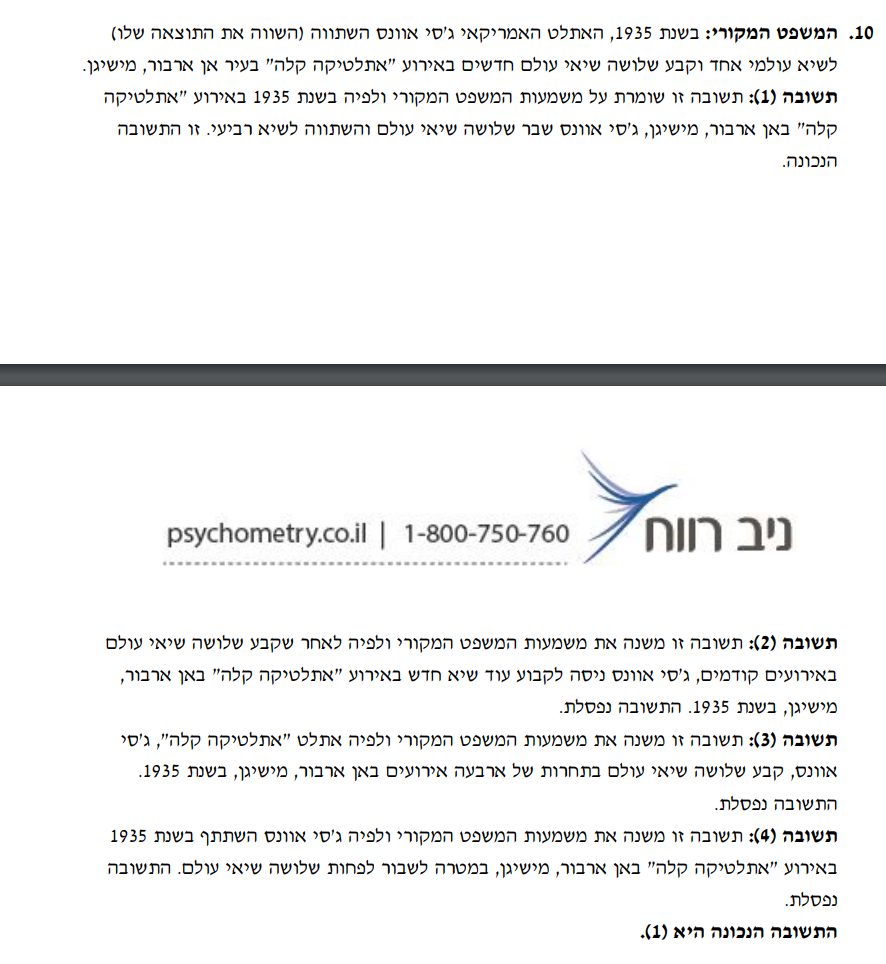 10. המשפט המקורי: בשנת 1935, האתלט האמריקאי ג'סי אוונס השתווה (השווה את התוצאה שלו)
לשיא עולמי אחד וקבע שלושה שיאי עולם חדשים באירוע "אתלטיקה קלה" בעיר אן ארבור, מישיגן.
תשובה (1): תשובה זו שומרת על משמעות המשפט המקורי ולפיה בשנת 1935 באירוע "אתלטיקה
קלה" באן ארבור, מישיגן, ג'סי אוונס שבר שלושה שיאי עולם והשתווה לשיא רביעי. זו התשובה
הנכונה.
ניב רווח
psychometry.co.il | 1-800-750-760
תשובה (2): תשובה זו משנה את משמעות המשפט המקורי ולפיה לאחר שקבע שלושה שיאי עולם
באירועים קודמים, ג'סי אוונס ניסה לקבוע עוד שיא חדש באירוע "אתלטיקה קלה" באן ארבור,
מישיגן, בשנת 1935. התשובה נפסלת.
תשובה (3): תשובה זו משנה את משמעות המשפט המקורי ולפיה אתלט "אתלטיקה קלה", ג'סי
אוונס, קבע שלושה שיאי עולם בתחרות של ארבעה אירועים באן ארבור, מישיגן, בשנת 1935.
התשובה נפסלת.
תשובה (4): תשובה זו משנה את משמעות המשפט המקורי ולפיה ג'סי אוונס השתתף בשנת 1935
באירוע "אתלטיקה קלה" באן ארבור, מישיגן, במטרה לשבור לפחות שלושה שיאי עולם. התשובה
נפסלת.
התשובה הנכונה היא (1).